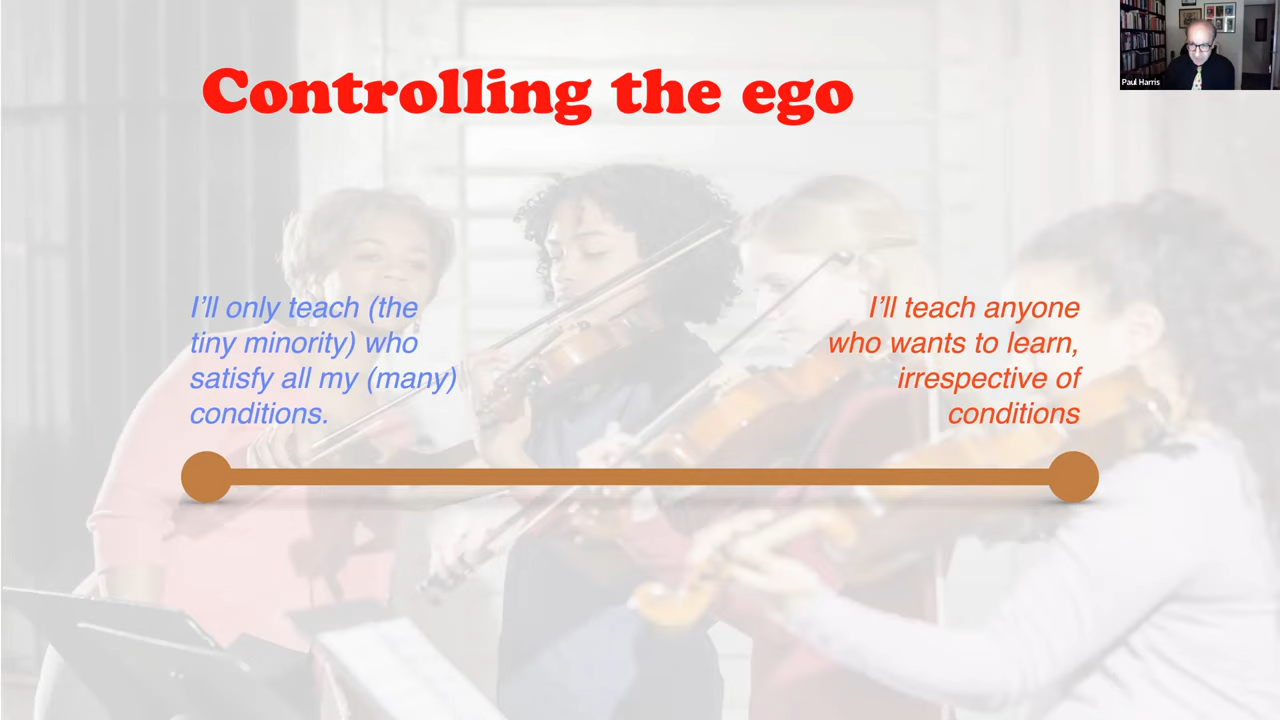 Controlling the ego
Paul Harris
I'll only teach (the
tiny minority) who
satisfy all my (many)
conditions.
I'll teach anyone
who wants to learn,
irrespective of
conditions